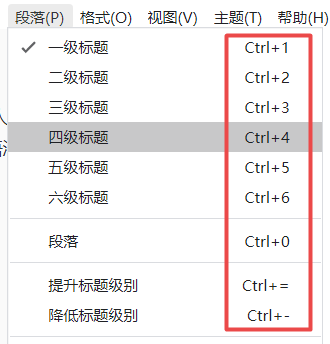 段落(P) 格式(O) 视图(V) 主题(T) 帮助(H)
一级标题 Ctrl+1
二级标题 Ctrl+2
三级标题 Ctrl+3
四级标题 Ctrl+4
五级标题 Ctrl+5
六级标题 Ctrl+6
段落 Ctrl+0
提升标题级别 Ctrl+=
降低标题级别 Ctrl+-